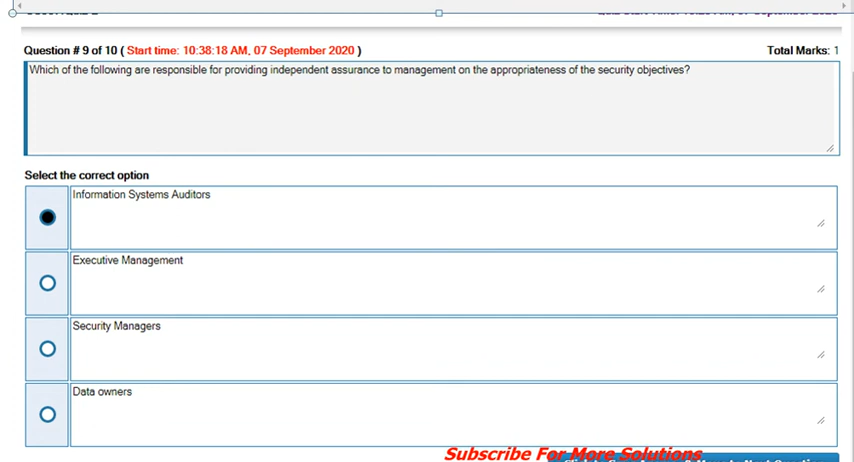 Question # 9 of 10 ( Start time: 10:38:18 AM, 07 September 2020 ) Total Marks: 1
Which of the following are responsible for providing independent assurance to management on the appropriateness of the security objectives?
Select the correct option
Information Systems Auditors
Executive Management
Security Managers
Data owners
Subscribe For More Solutions